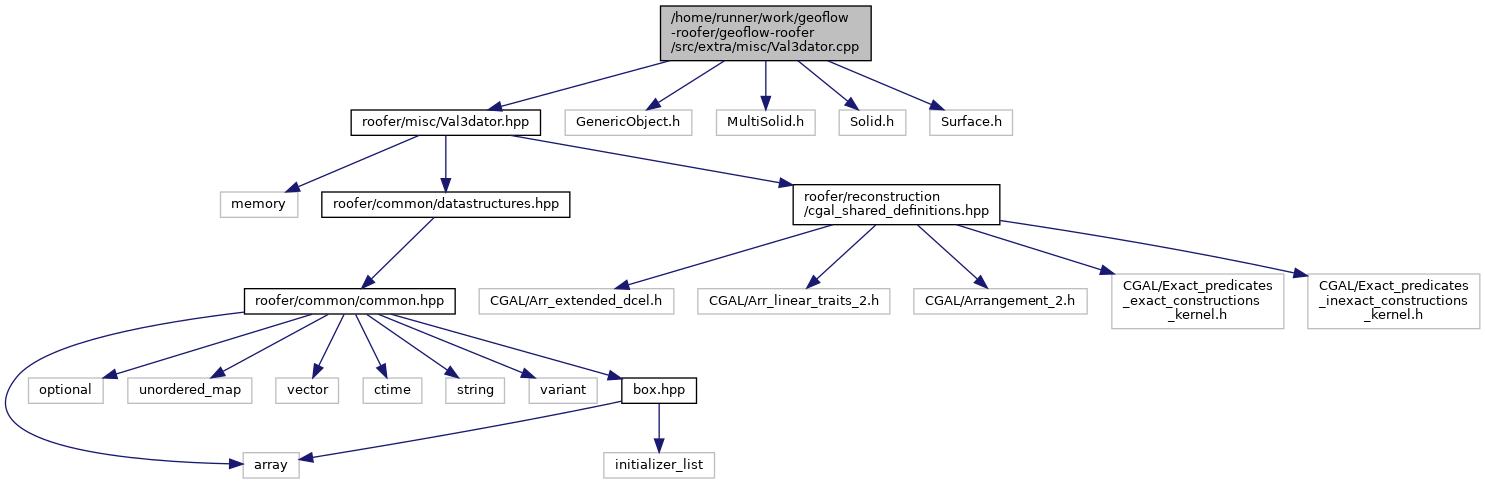 /home/runner/work/geoflow
-roofer/geoflow-roofer
/src/extra/misc/Val3dator.cpp
roofer/misc/Val3dator.hpp
GenericObject.h
MultiSolid.h
Solid.h
Surface.h
memory
roofer/common/datastructures.hpp
roofer/reconstruction
/cgal_shared_definitions.hpp
roofer/common/common.hpp
CGAL/Arr_extended_dcel.h
CGAL/Arr_linear_traits_2.h
CGAL/Arrangement_2.h
CGAL/Exact_predicates
_exact_constructions
_kernel.h
CGAL/Exact_predicates
_inexact_constructions
_kernel.h
optional
unordered_map
vector
ctime
string
variant
box.hpp
array
initializer_list